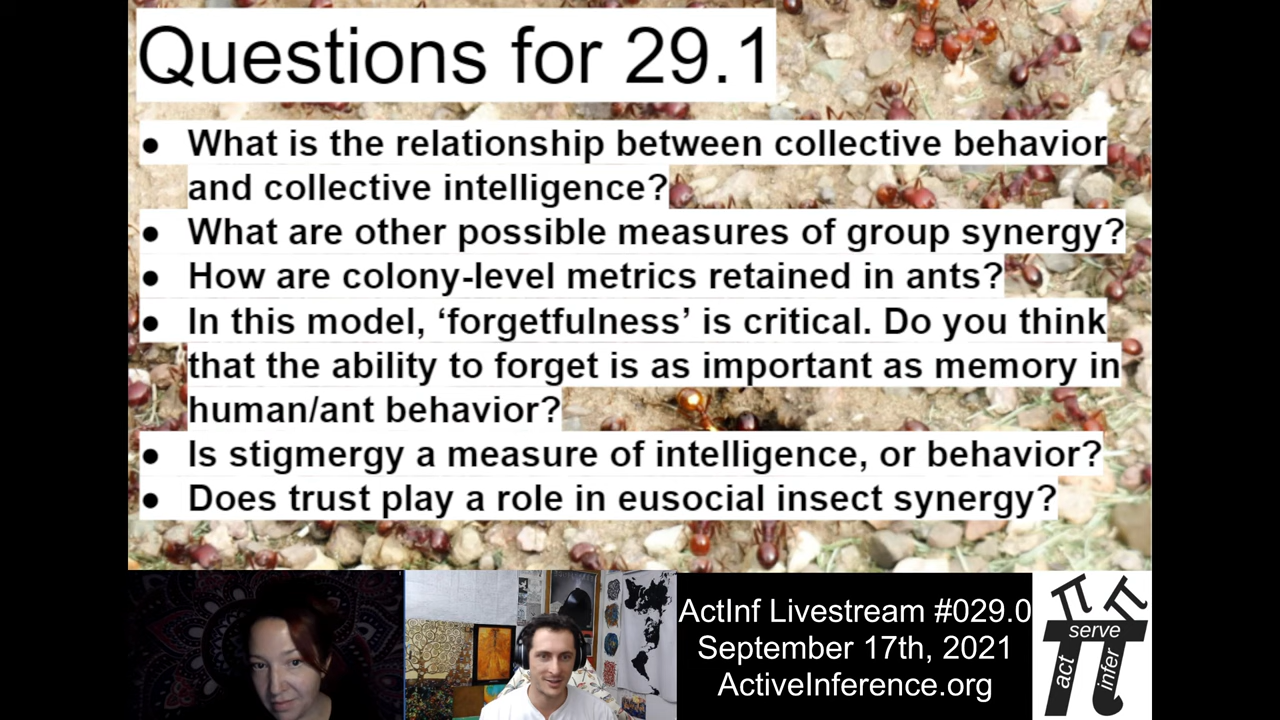 Questions for 29.1
● What is the relationship between collective behavior
and collective intelligence?
● What are other possible measures of group synergy?
● How are colony-level metrics retained in ants?
● In this model, ‘forgetfulness’ is critical. Do you think
that the ability to forget is as important as memory in
human/ant behavior?
● Is stigmergy a measure of intelligence, or behavior?
● Does trust play a role in eusocial insect synergy?
ActInf Livestream #029.0
September 17th, 2021
ActiveInference.org
serve
act
infer